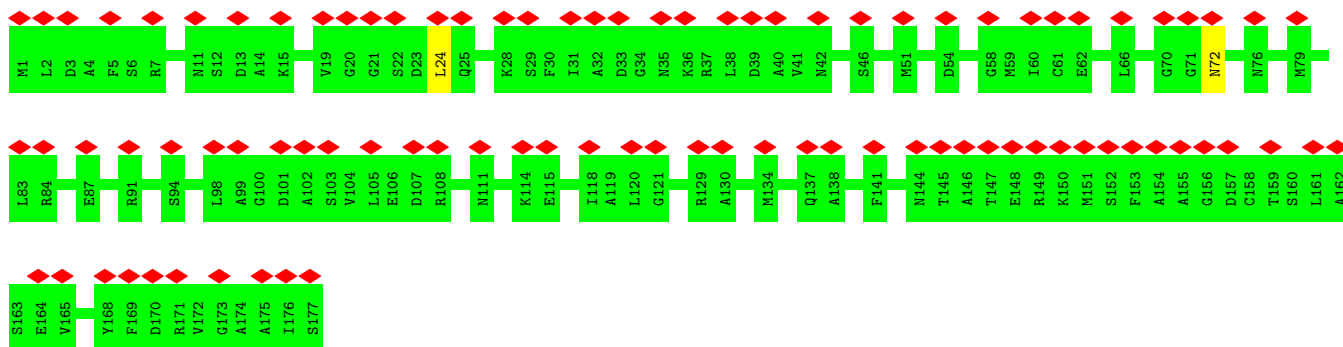 M1 L2 D3 A4 F5 S6 R7 N11 S12 D13 A14 K15 V19 G20 G21 S22 D23 L24 Q25 K28 S29 F30 I31 A32 D33 G34 N35 K36 R37 L38 D39 A40 V41 N42 S46 M51 D54 G58 M59 I60 C61 E62 L66 G70 G71 N72 N76 M79
L83 R84 E87 R91 S94 L98 A99 G100 D101 A102 S103 V104 L105 E106 D107 R108 N111 K114 E115 I118 A119 L120 G121 R129 A130 M134 Q137 A138 F141 N144 T145 A146 T147 E148 R149 K150 M151 S152 F153 A154 A155 G156 D157 C158 T159 S160 L161 A162
S163 E164 V165 Y168 F169 D170 R171 V172 G173 A174 A175 I176 S177